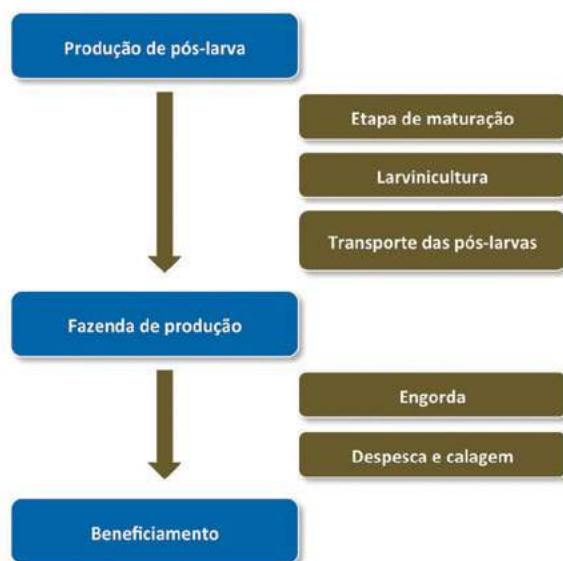 Produção de pós-larva
Etapa de maturação
Larvinicultura
Transporte das pós-larvas
Fazenda de produção
Engorda
Despesca e calagem
Beneficiamento